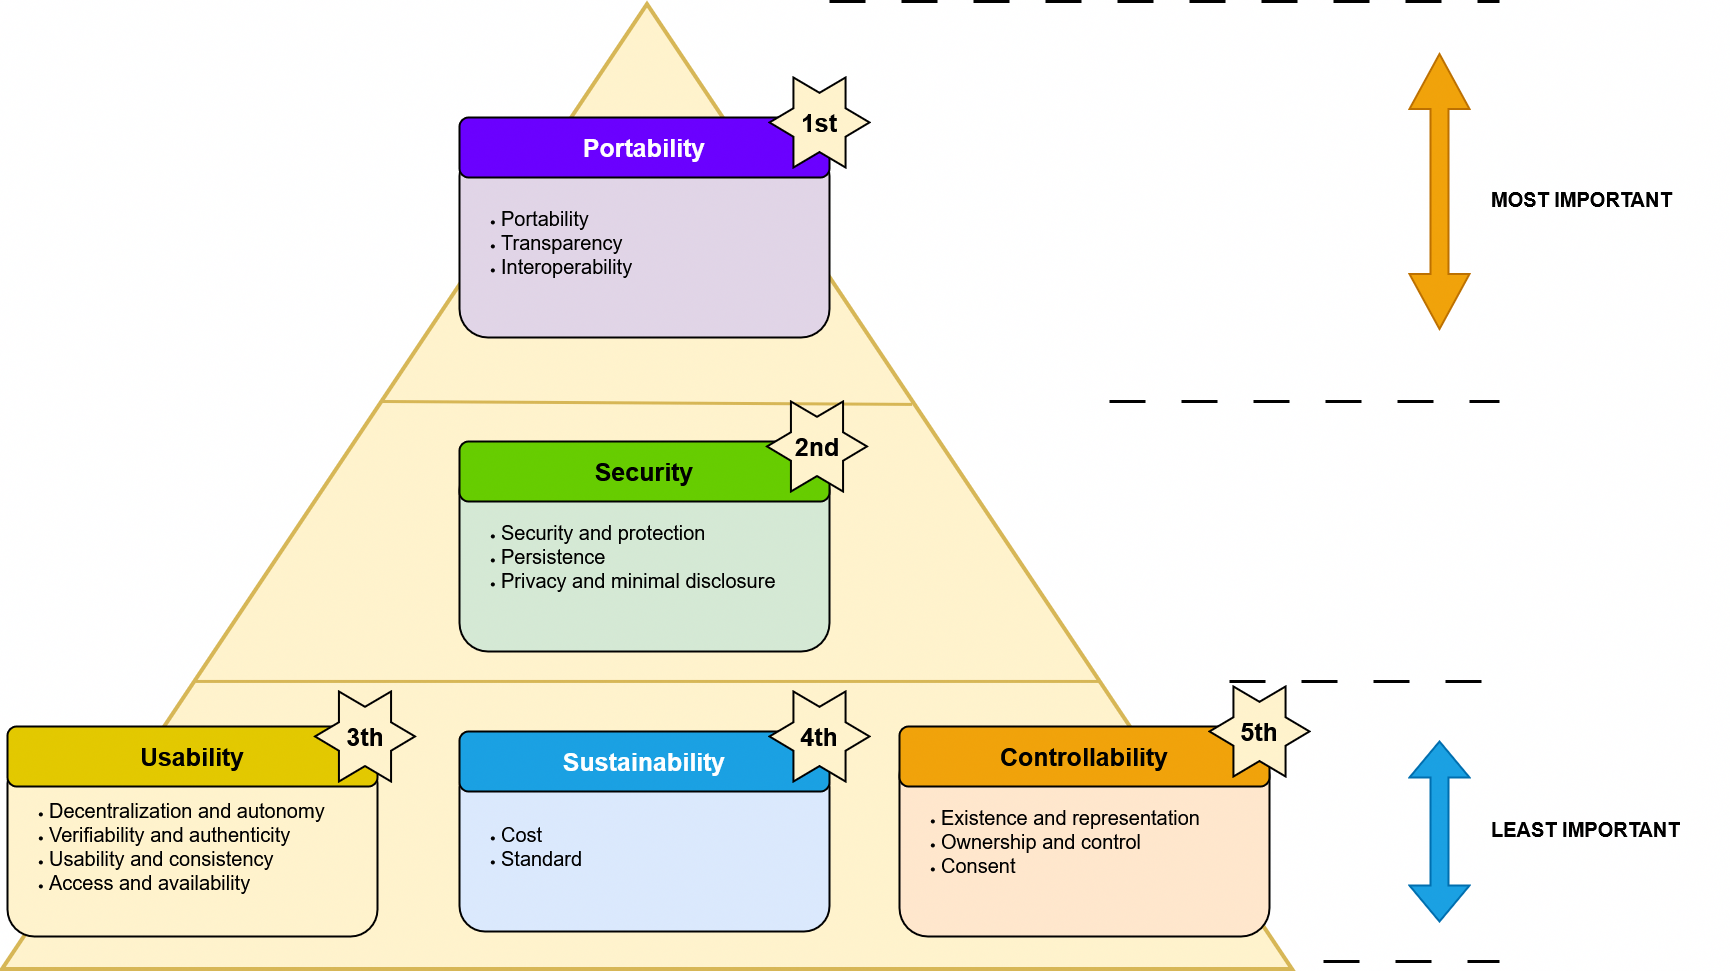 1st
Portability
• Portability
• Transparency
• Interoperability
MOST IMPORTANT
2nd
Security
• Security and protection
• Persistence
• Privacy and minimal disclosure
3th
Usability
• Decentralization and autonomy
• Verifiability and authenticity
• Usability and consistency
• Access and availability
4th
Sustainability
• Cost
• Standard
5th
Controllability
• Existence and representation
• Ownership and control
• Consent
LEAST IMPORTANT